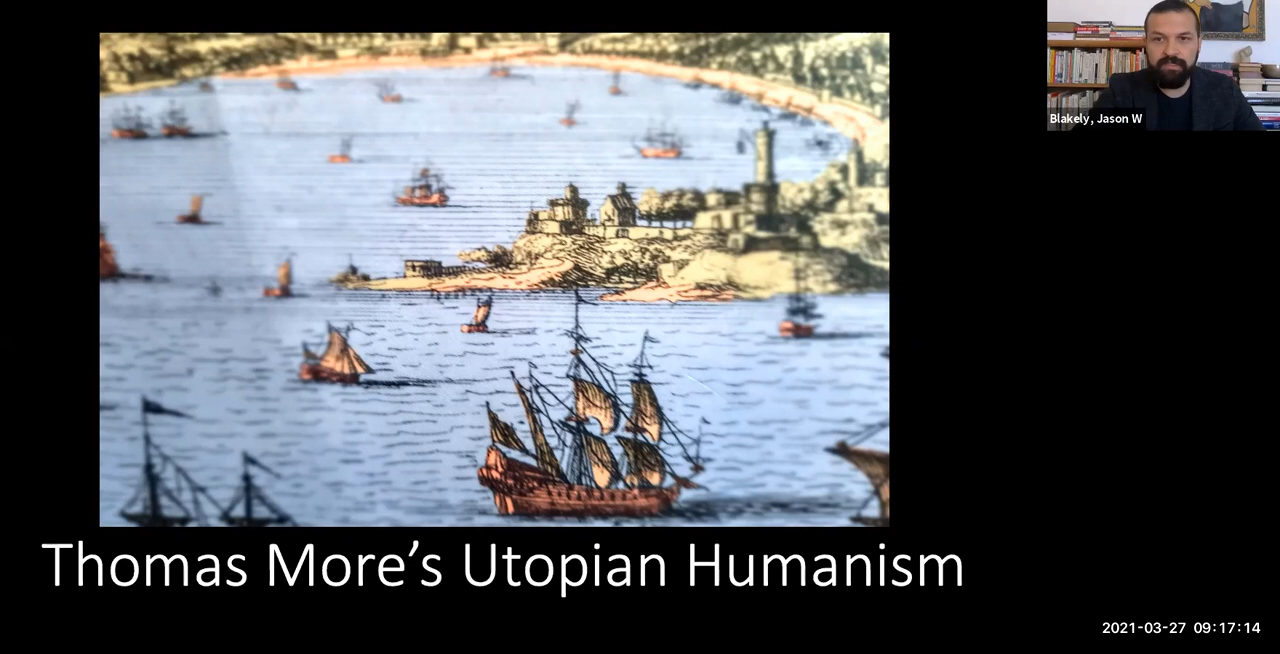 Blakely, Jason W
Thomas More’s Utopian Humanism
2021-03-27 09:17:14